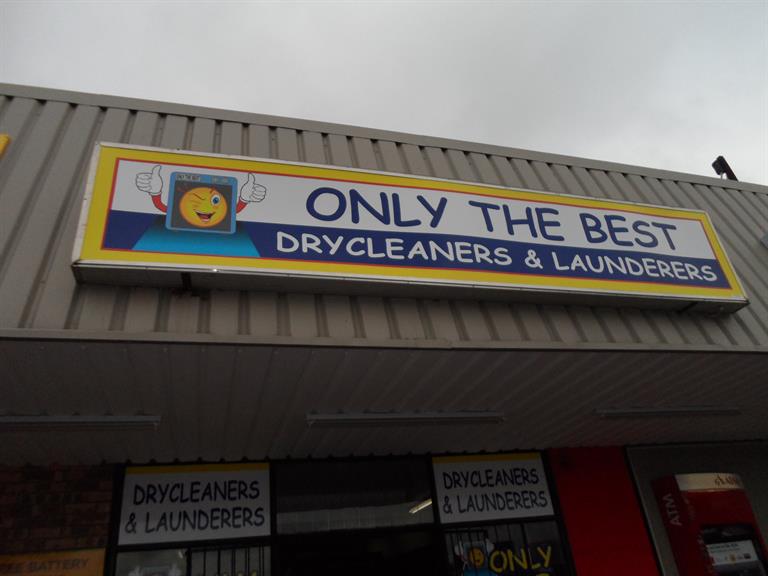 ONLY THE BEST
DRYCLEANERS & LAUNDERERS
DRYCLEANERS
& LAUNDERERS
DRYCLEANERS
& LAUNDERERS
ONLY
BATTERY
ATM